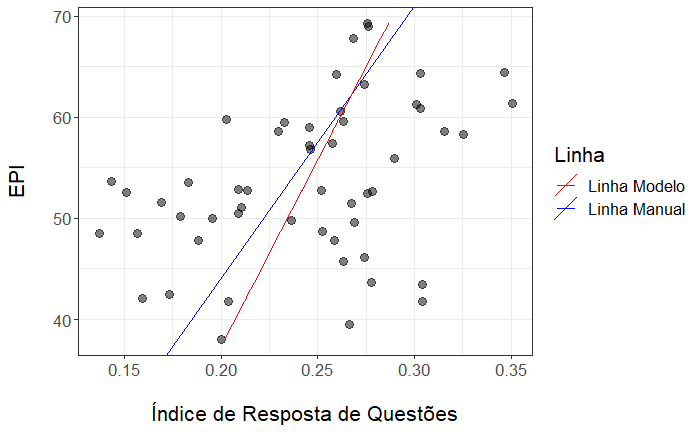 70
60
50
40
EPI
0.15 0.20 0.25 0.30 0.35
Índice de Resposta de Questões
Linha
Linha Modelo
Linha Manual